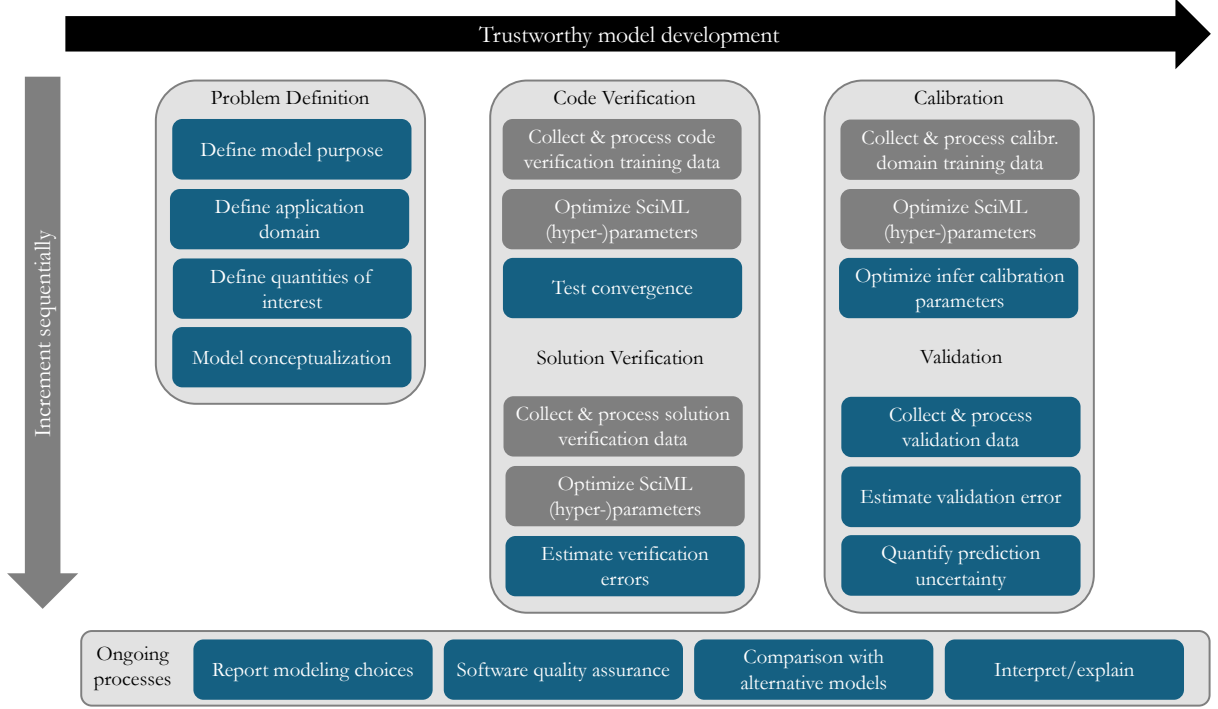 Trustworthy model development
Increment sequentially
Problem Definition
Define model purpose
Define application
domain
Define quantities of
interest
Model conceptualization
Code Verification
Collect & process code
verification training data
Optimize SciML
(hyper-)parameters
Test convergence
Solution Verification
Collect & process solution
verification data
Optimize SciML
(hyper-)parameters
Estimate verification
errors
Calibration
Collect & process calibr.
domain training data
Optimize SciML
(hyper-)parameters
Optimize infer calibration
parameters
Validation
Collect & process
validation data
Estimate validation error
Quantify prediction
uncertainty
Ongoing
processes
Report modeling choices
Software quality assurance
Comparison with
alternative models
Interpret/explain